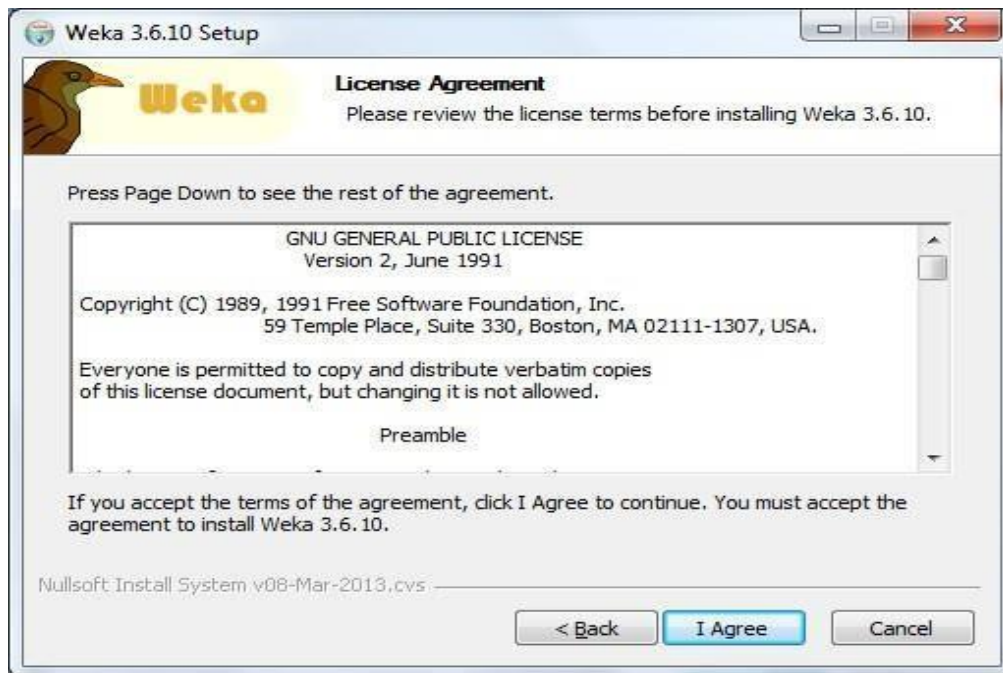 Weka 3.6.10 Setup
Weka
License Agreement
Please review the license terms before installing Weka 3.6.10.
Press Page Down to see the rest of the agreement.
GNU GENERAL PUBLIC LICENSE
Version 2, June 1991
Copyright (C) 1989, 1991 Free Software Foundation, Inc.
59 Temple Place, Suite 330, Boston, MA 02111-1307, USA.
Everyone is permitted to copy and distribute verbatim copies
of this license document, but changing it is not allowed.
Preamble
If you accept the terms of the agreement, click I Agree to continue. You must accept the
agreement to install Weka 3.6.10.
Nullsoft Install System v08-Mar-2013.cvs
< Back
I Agree
Cancel